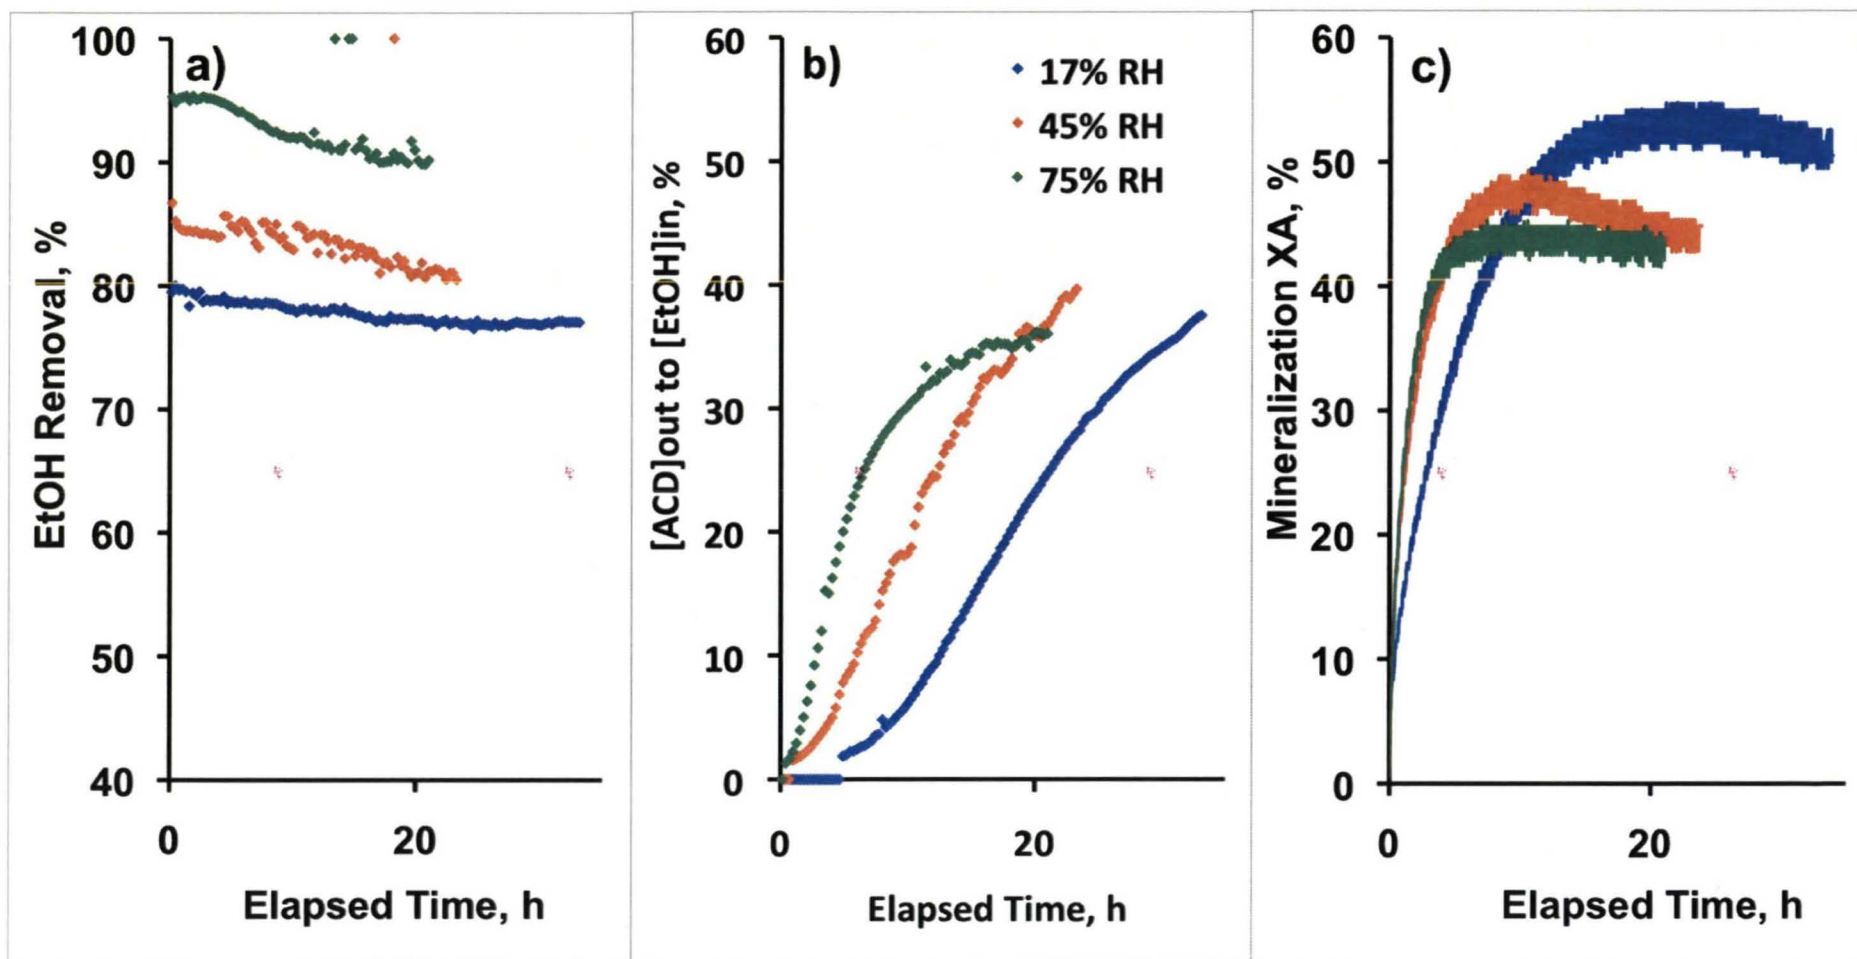 a)
100
90
80
70
60
50
40
EtOH Removal, %
0
20
Elapsed Time, h
b)
17% RH
45% RH
75% RH
60
50
40
30
20
10
0
[ACD]out to [EtOH]in, %
0
20
Elapsed Time, h
c)
60
50
40
30
20
10
0
Mineralization XA, %
0
20
Elapsed Time, h